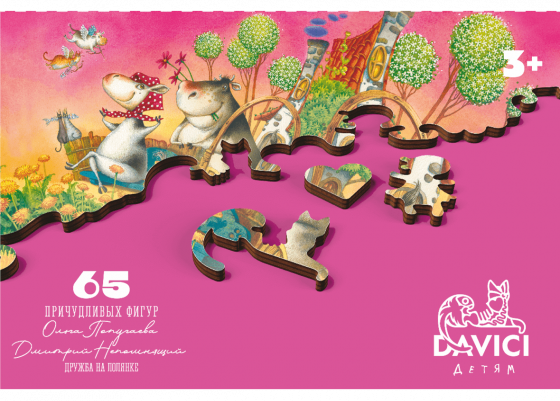 3+
65
ПРИЧУДЛИВЫХ ФИГУР
Ольга Попугаева
Дмитрий Непомнящий
ДРУЖБА НА ПОЛЯНКЕ
DAVICI
ДЕТЯМ